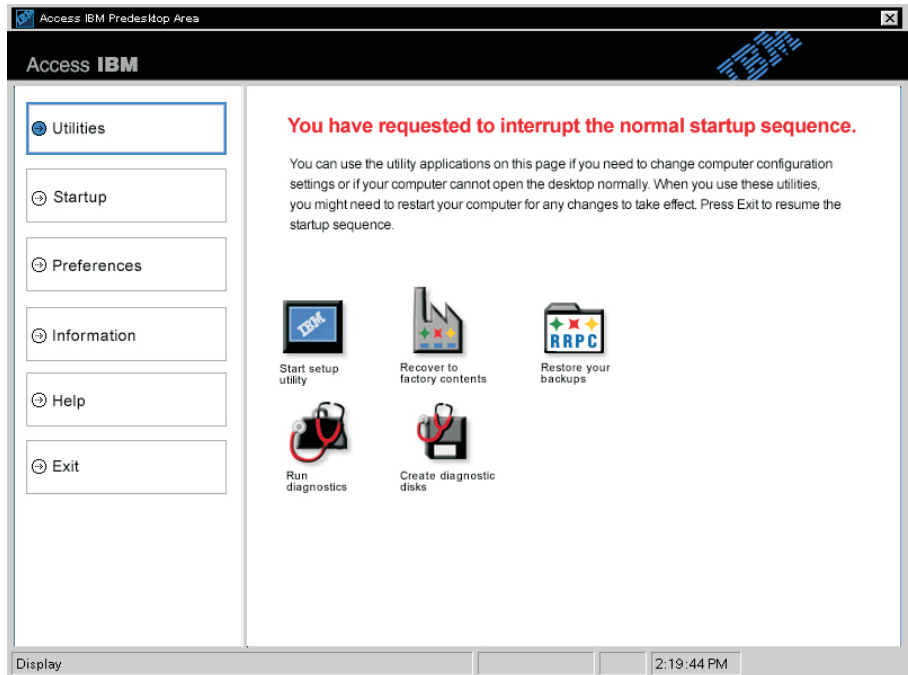 Access IBM Predesktop Area
Access IBM
IBM
Utilities
Startup
Preferences
Information
Help
Exit
You have requested to interrupt the normal startup sequence.
You can use the utility applications on this page if you need to change computer configuration
settings or if your computer cannot open the desktop normally. When you use these utilities,
you might need to restart your computer for any changes to take effect. Press Exit to resume the
startup sequence.
IBM
Start setup
utility
Recover to
factory contents
RRPC
Restore your
backups
Run
diagnostics
Create diagnostic
disks
Display
2:19:44 PM